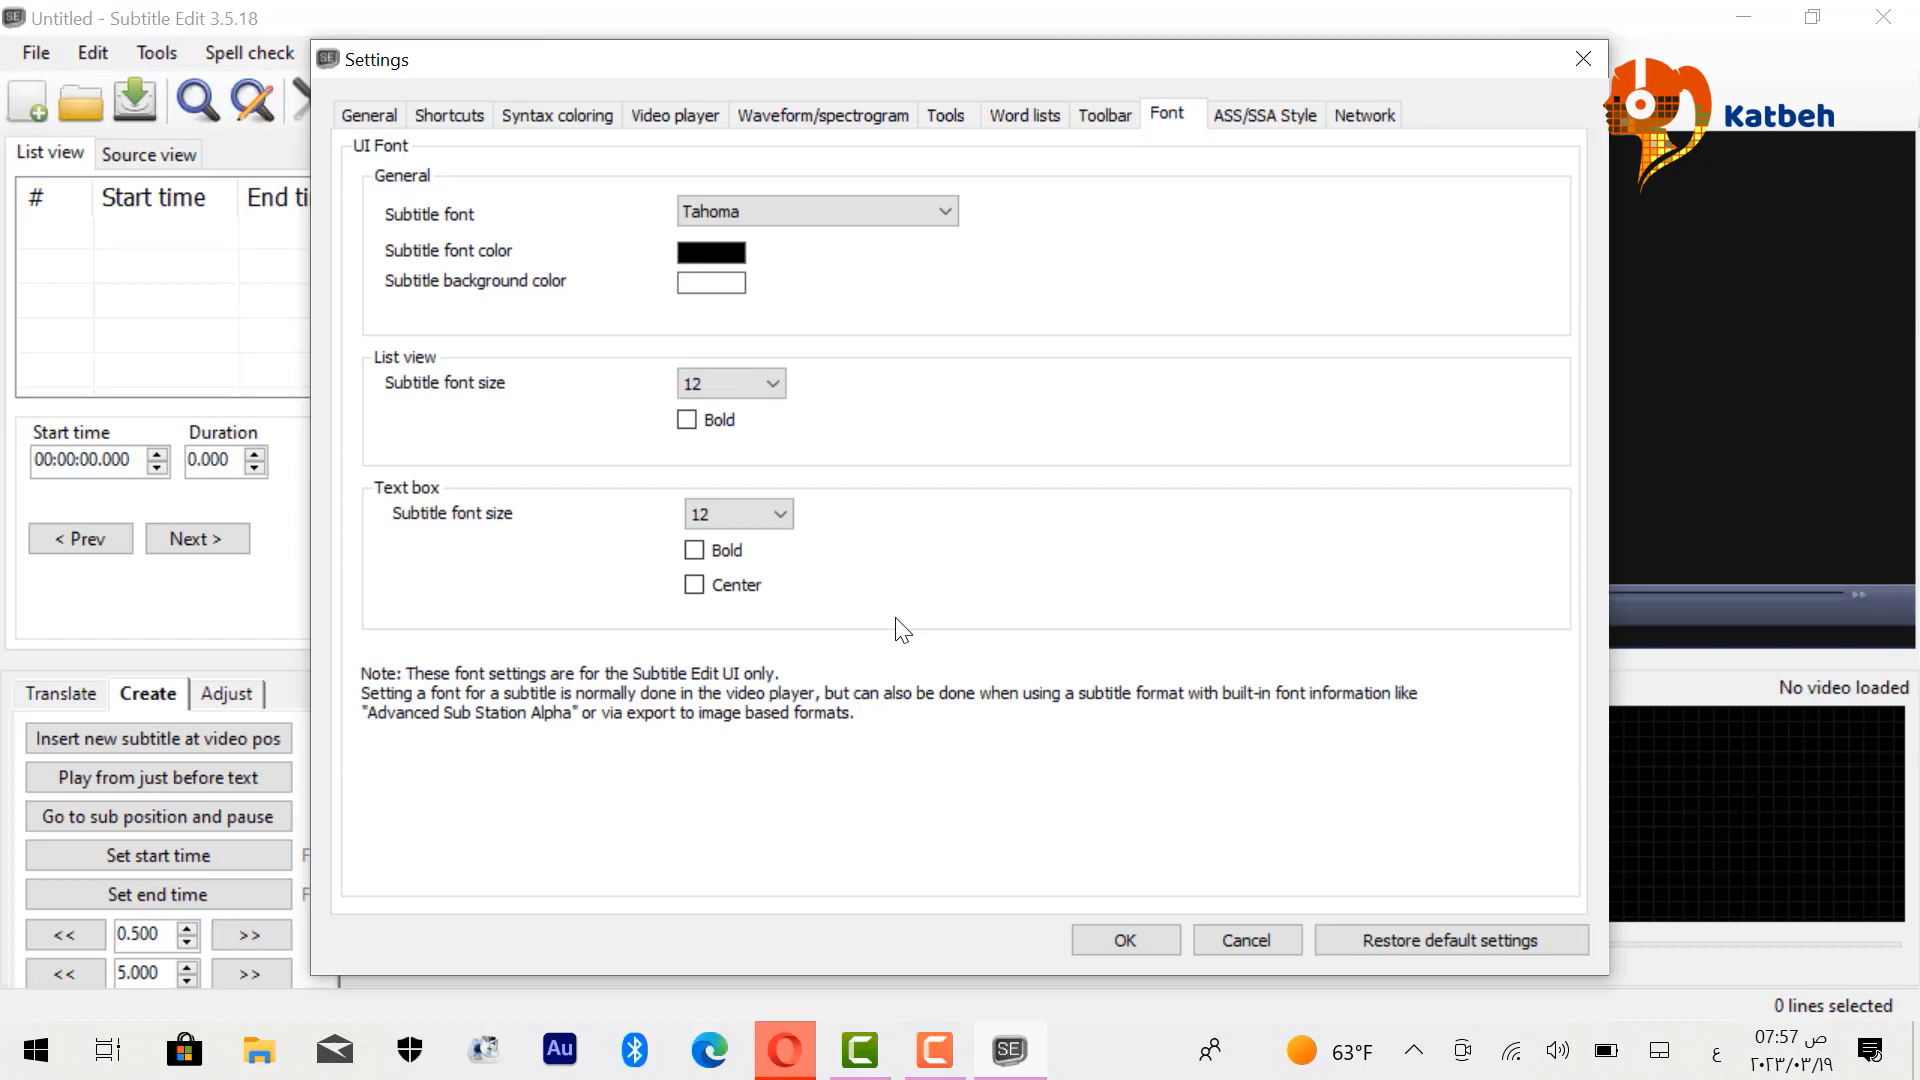 Untitled - Subtitle Edit 3.5.18
File Edit Tools Spell check
Settings
General Shortcuts Syntax coloring Video player Waveform/spectrogram Tools Word lists Toolbar Font ASS/SSA Style Network
Katbeh
UI Font
List view Source view
General
# Start time End ti
Subtitle font Tahoma
Subtitle font color
Subtitle background color
List view
Subtitle font size 12
Bold
Start time Duration
00:00:00.000 0.000
Text box
Subtitle font size 12
< Prev Next >
Bold
Center
Note: These font settings are for the Subtitle Edit UI only.
Setting a font for a subtitle is normally done in the video player, but can also be done when using a subtitle format with built-in font information like
"Advanced Sub Station Alpha" or via export to image based formats.
Translate Create Adjust
No video loaded
Insert new subtitle at video pos
Play from just before text
Go to sub position and pause
Set start time F
Set end time F
<< 0.500 >>
<< 5.000 >>
OK Cancel Restore default settings
0 lines selected
Au
SE
63°F
ع
07:57 ص
٢٠٢٣/٠٣/١٩